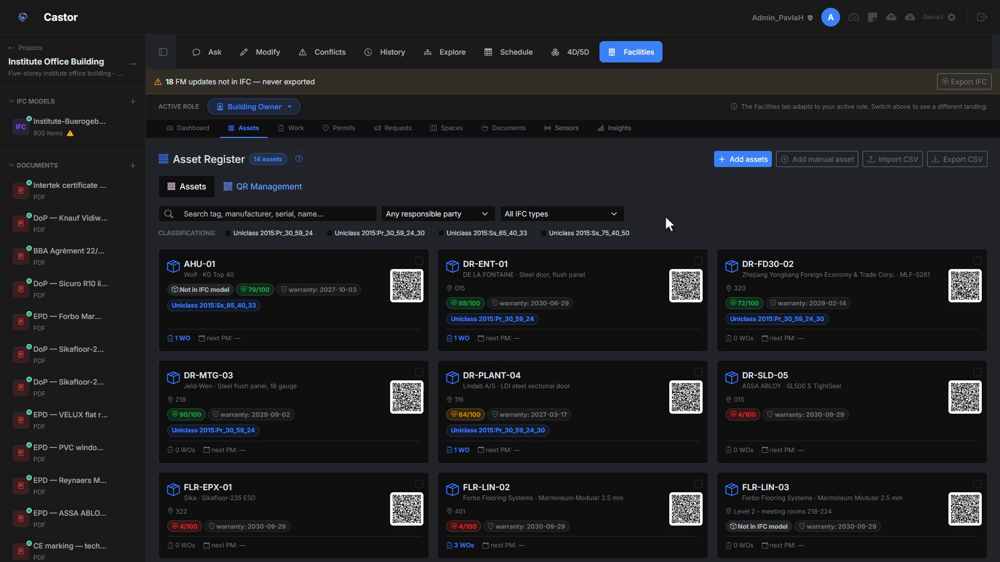 Castor
Admin_PavlaH
A
llama3
Projects
Institute Office Building
...
Five-storey institute office building - ...
IFC MODELS
IFC
Institute-Buerogeb...
800 items
DOCUMENTS
Intertek certificate ...
PDF
DoP — Knauf Vidiw...
PDF
BBA Agrément 22/...
PDF
DoP — Sicuro R10 li...
PDF
EPD — Forbo Mar...
PDF
DoP — Sikafloor-2...
PDF
DoP — Sikafloor-2...
PDF
EPD — VELUX flat r...
PDF
EPD — PVC windo...
PDF
EPD — Reynaers M...
PDF
EPD — ASSA ABLO...
PDF
CE marking — tech...
PDF
Ask
Modify
Conflicts
History
Explore
Schedule
4D/5D
Facilities
18 FM updates not in IFC — never exported
Export IFC
ACTIVE ROLE
Building Owner
The Facilities tab adapts to your active role. Switch above to see a different landing.
Dashboard
Assets
Work
Permits
Requests
Spaces
Documents
Sensors
Insights
Asset Register
14 assets
?
Add assets
Add manual asset
Import CSV
Export CSV
Assets
QR Management
Search tag, manufacturer, serial, name...
Any responsible party
All IFC types
CLASSIFICATIONS:
Uniclass 2015:Pr_30_59_24
Uniclass 2015:Pr_30_59_24_30
Uniclass 2015:Ss_65_40_33
Uniclass 2015:Ss_75_40_50
AHU-01
Wolf · KG Top 40
Not in IFC model
79/100
warranty: 2027-10-03
Uniclass 2015:Ss_65_40_33
1 WO
next PM: —
DR-ENT-01
DE LA FONTAINE · Steel door, flush panel
015
88/100
warranty: 2030-06-29
Uniclass 2015:Pr_30_59_24
1 WO
next PM: —
DR-FD30-02
Zhejiang Yongkang Foreign Economy & Trade Corp. · MLF-S261
320
72/100
warranty: 2029-02-14
Uniclass 2015:Pr_30_59_24_30
0 WOs
next PM: —
DR-MTG-03
Jeld-Wen · Steel flush panel, 18 gauge
218
90/100
warranty: 2029-09-02
Uniclass 2015:Pr_30_59_24
0 WOs
next PM: —
DR-PLANT-04
Lindab A/S · LDI steel sectional door
116
64/100
warranty: 2027-03-17
Uniclass 2015:Pr_30_59_24_30
1 WO
next PM: —
DR-SLD-05
ASSA ABLOY · SL500 S TightSeal
015
4/100
warranty: 2030-09-29
0 WOs
next PM: —
FLR-EPX-01
Sika · Sikafloor-235 ESD
322
4/100
warranty: 2030-09-29
0 WOs
next PM: —
FLR-LIN-02
Forbo Flooring Systems · Marmoleum Modular 2.5 mm
401
4/100
warranty: 2030-09-29
3 WOs
next PM: —
FLR-LIN-03
Forbo Flooring Systems · Marmoleum Modular 2.5 mm
Level 2 - meeting rooms 218-224
Not in IFC model
warranty: 2030-09-29
0 WOs
next PM: —